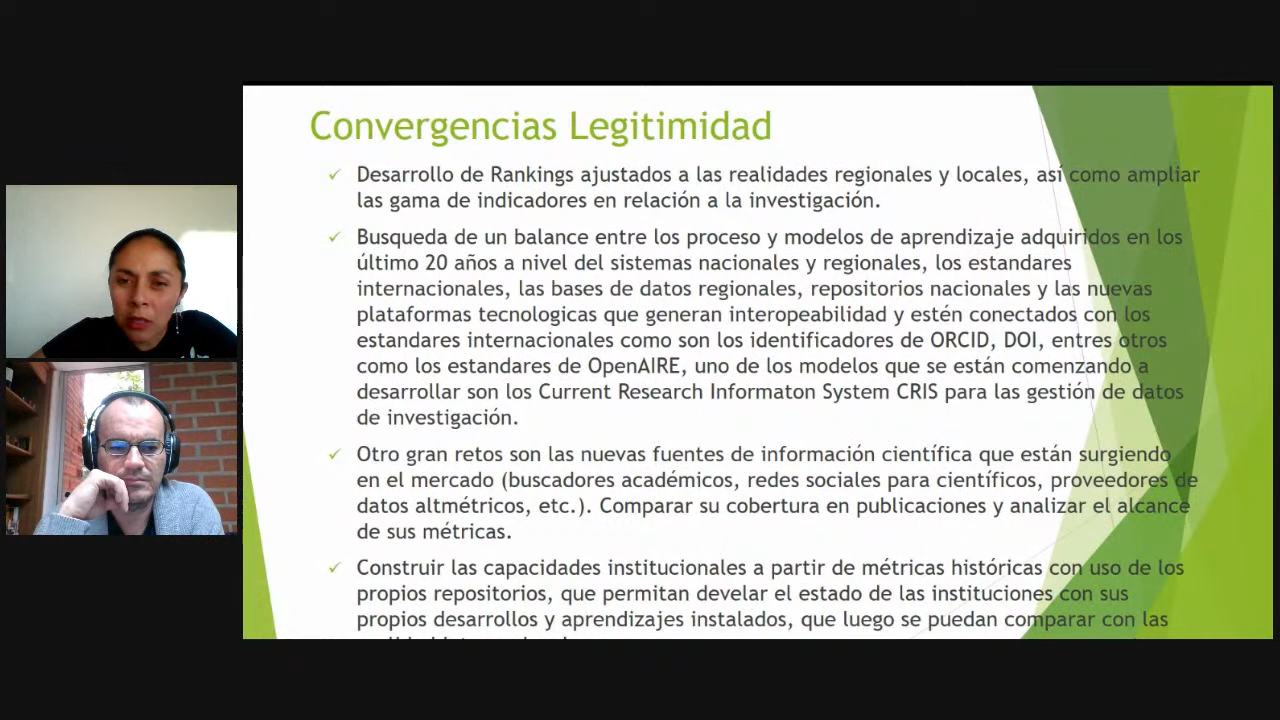 Convergencias Legitimidad
Desarrollo de Rankings ajustados a las realidades regionales y locales, así como ampliar
las gama de indicadores en relación a la investigación.
Busqueda de un balance entre los proceso y modelos de aprendizaje adquiridos en los
último 20 años a nivel del sistemas nacionales y regionales, los estandares
internacionales, las bases de datos regionales, repositorios nacionales y las nuevas
plataformas tecnologicas que generan interopeabilidad y estén conectados con los
estandares internacionales como son los identificadores de ORCID, DOI, entres otros
como los estandares de OpenAIRE, uno de los modelos que se están comenzando a
desarrollar son los Current Research Informaton System CRIS para las gestión de datos
de investigación.
Otro gran retos son las nuevas fuentes de información científica que están surgiendo
en el mercado (buscadores académicos, redes sociales para científicos, proveedores de
datos altmétricos, etc.). Comparar su cobertura en publicaciones y analizar el alcance
de sus métricas.
Construir las capacidades institucionales a partir de métricas históricas con uso de los
propios repositorios, que permitan develar el estado de las instituciones con sus
propios desarrollos y aprendizajes instalados, que luego se puedan comparar con las